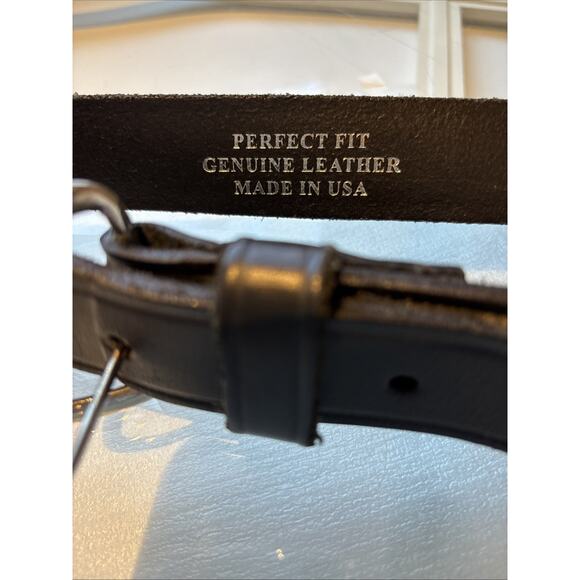 PERFECT FIT
GENUINE LEATHER
MADE IN USA